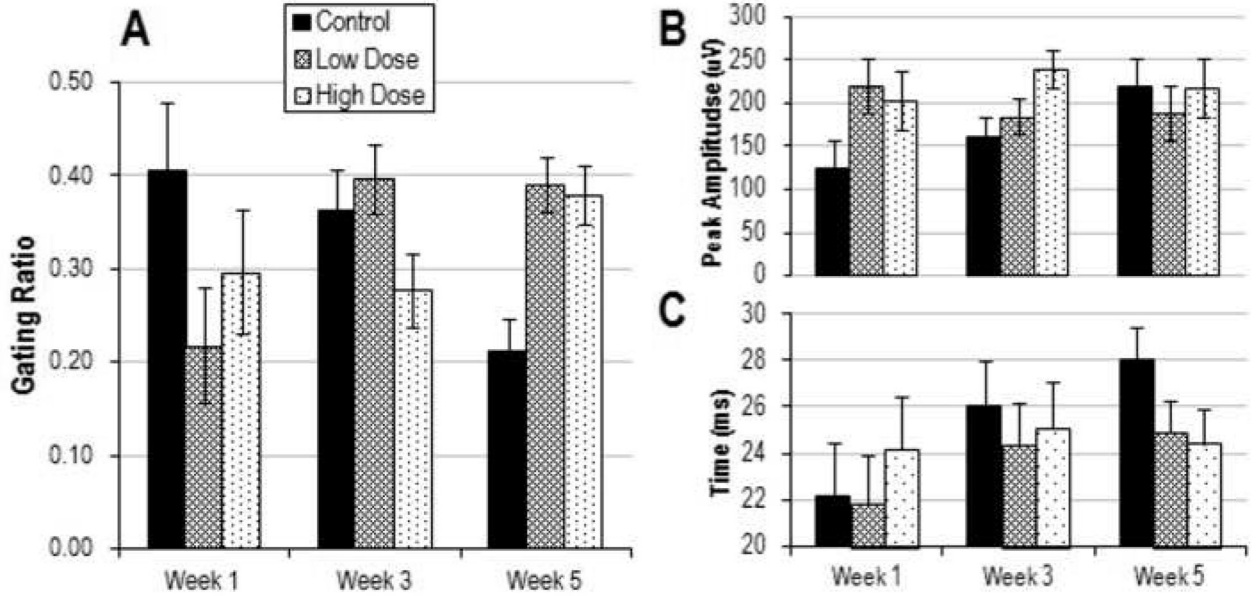 A
Control
Low Dose
High Dose
0.50
0.40
0.30
0.20
0.10
0.00
Gating Ratio
Week 1 Week 3 Week 5
B
300
250
200
150
100
50
0
Peak Amplitudse (uV)
C
30
28
26
24
22
20
Time (ms)
Week 1 Week 3 Week 5